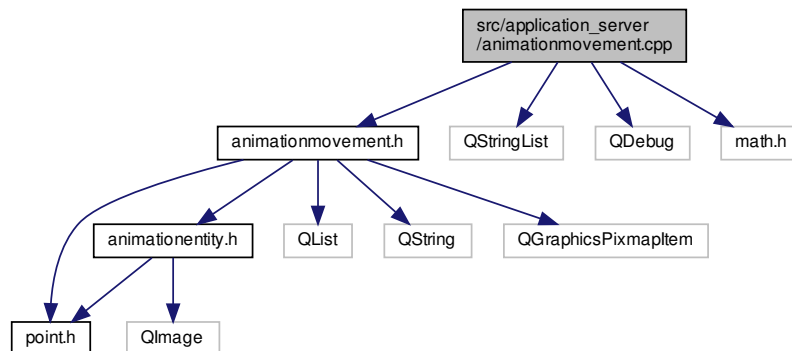 src/application_server
/animationmovement.cpp
animationmovement.h
QStringList
QDebug
math.h
animationentity.h
QList
QString
QGraphicsPixmapItem
point.h
QImage